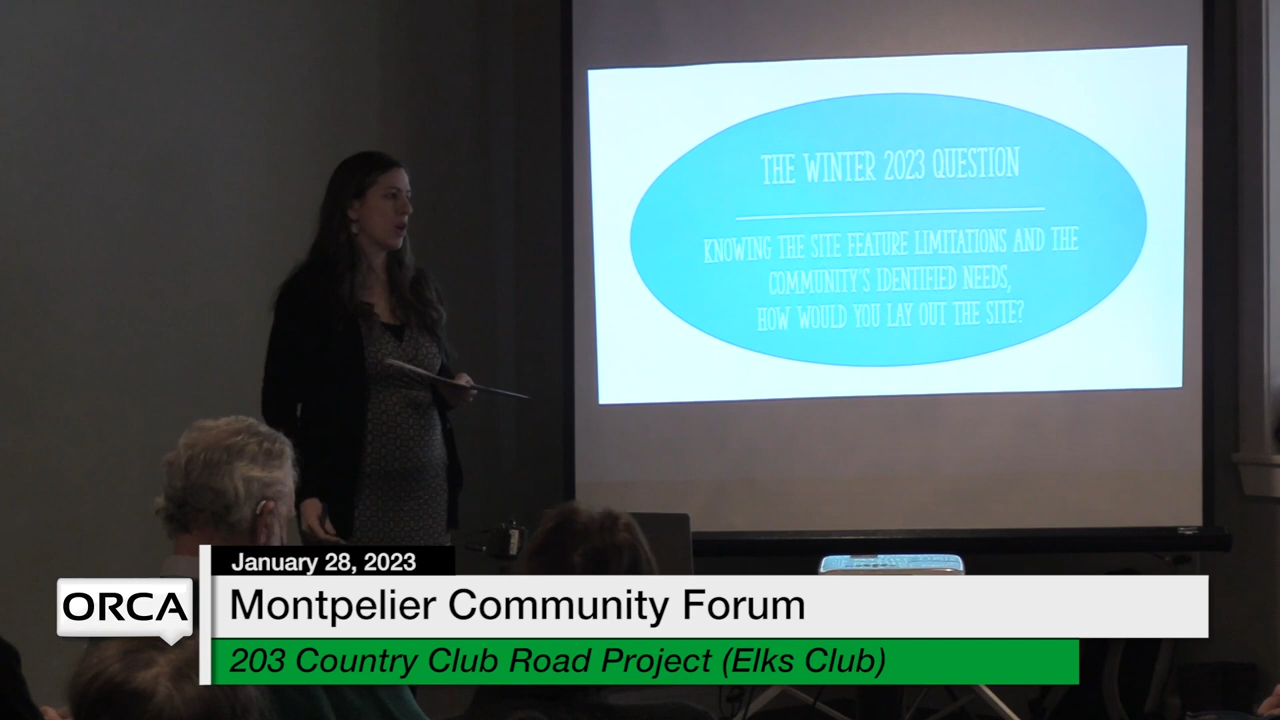 THE WINTER 2023 QUESTION
KNOWING THE SITE FEATURE LIMITATIONS AND THE
COMMUNITY'S IDENTIFIED NEEDS,
HOW WOULD YOU LAY OUT THE SITE?
January 28, 2023
ORCA
Montpelier Community Forum
203 Country Club Road Project (Elks Club)